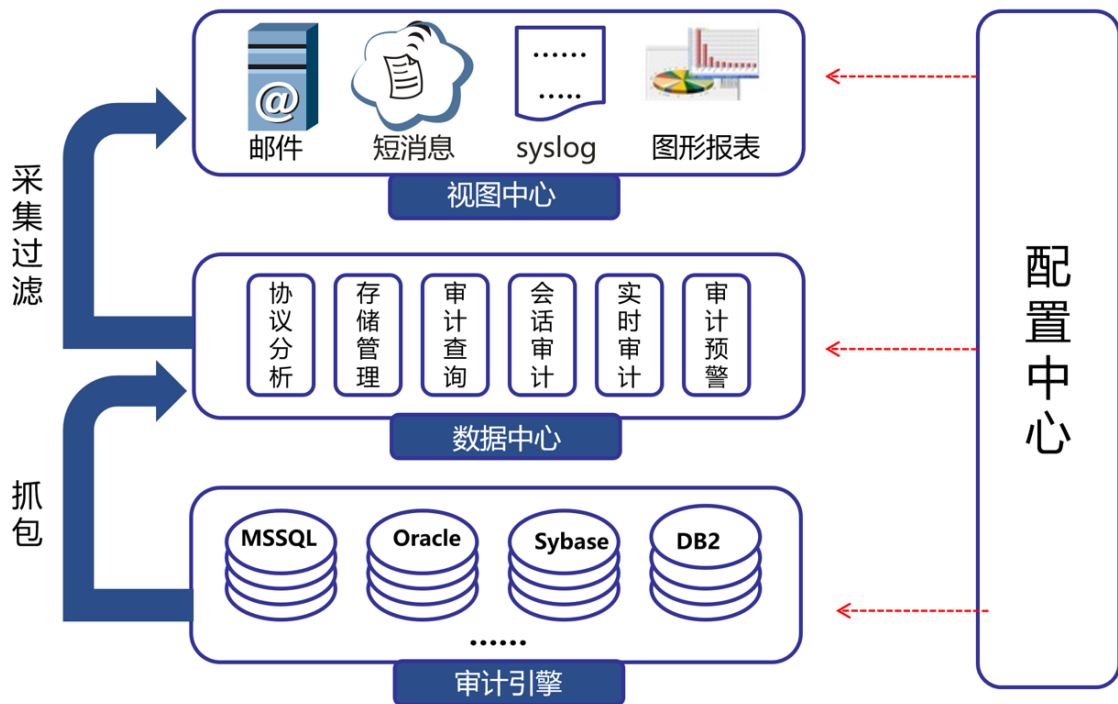 ......
.....
@
邮件
短消息
syslog
图形报表
视图中心
采集过滤
协议分析
存储管理
审计查询
会话审计
实时审计
审计预警
数据中心
抓包
MSSQL
Oracle
Sybase
DB2
......
审计引擎
配置中心